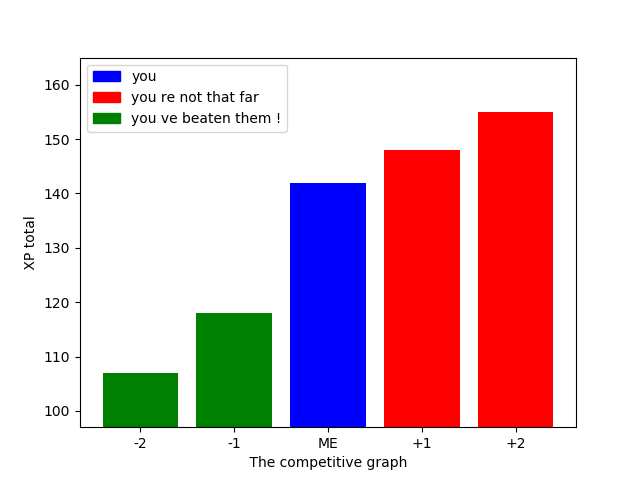 you
you re not that far
you ve beaten them !
160
150
140
130
120
110
100
XP total
-2 -1 ME +1 +2
The competitive graph